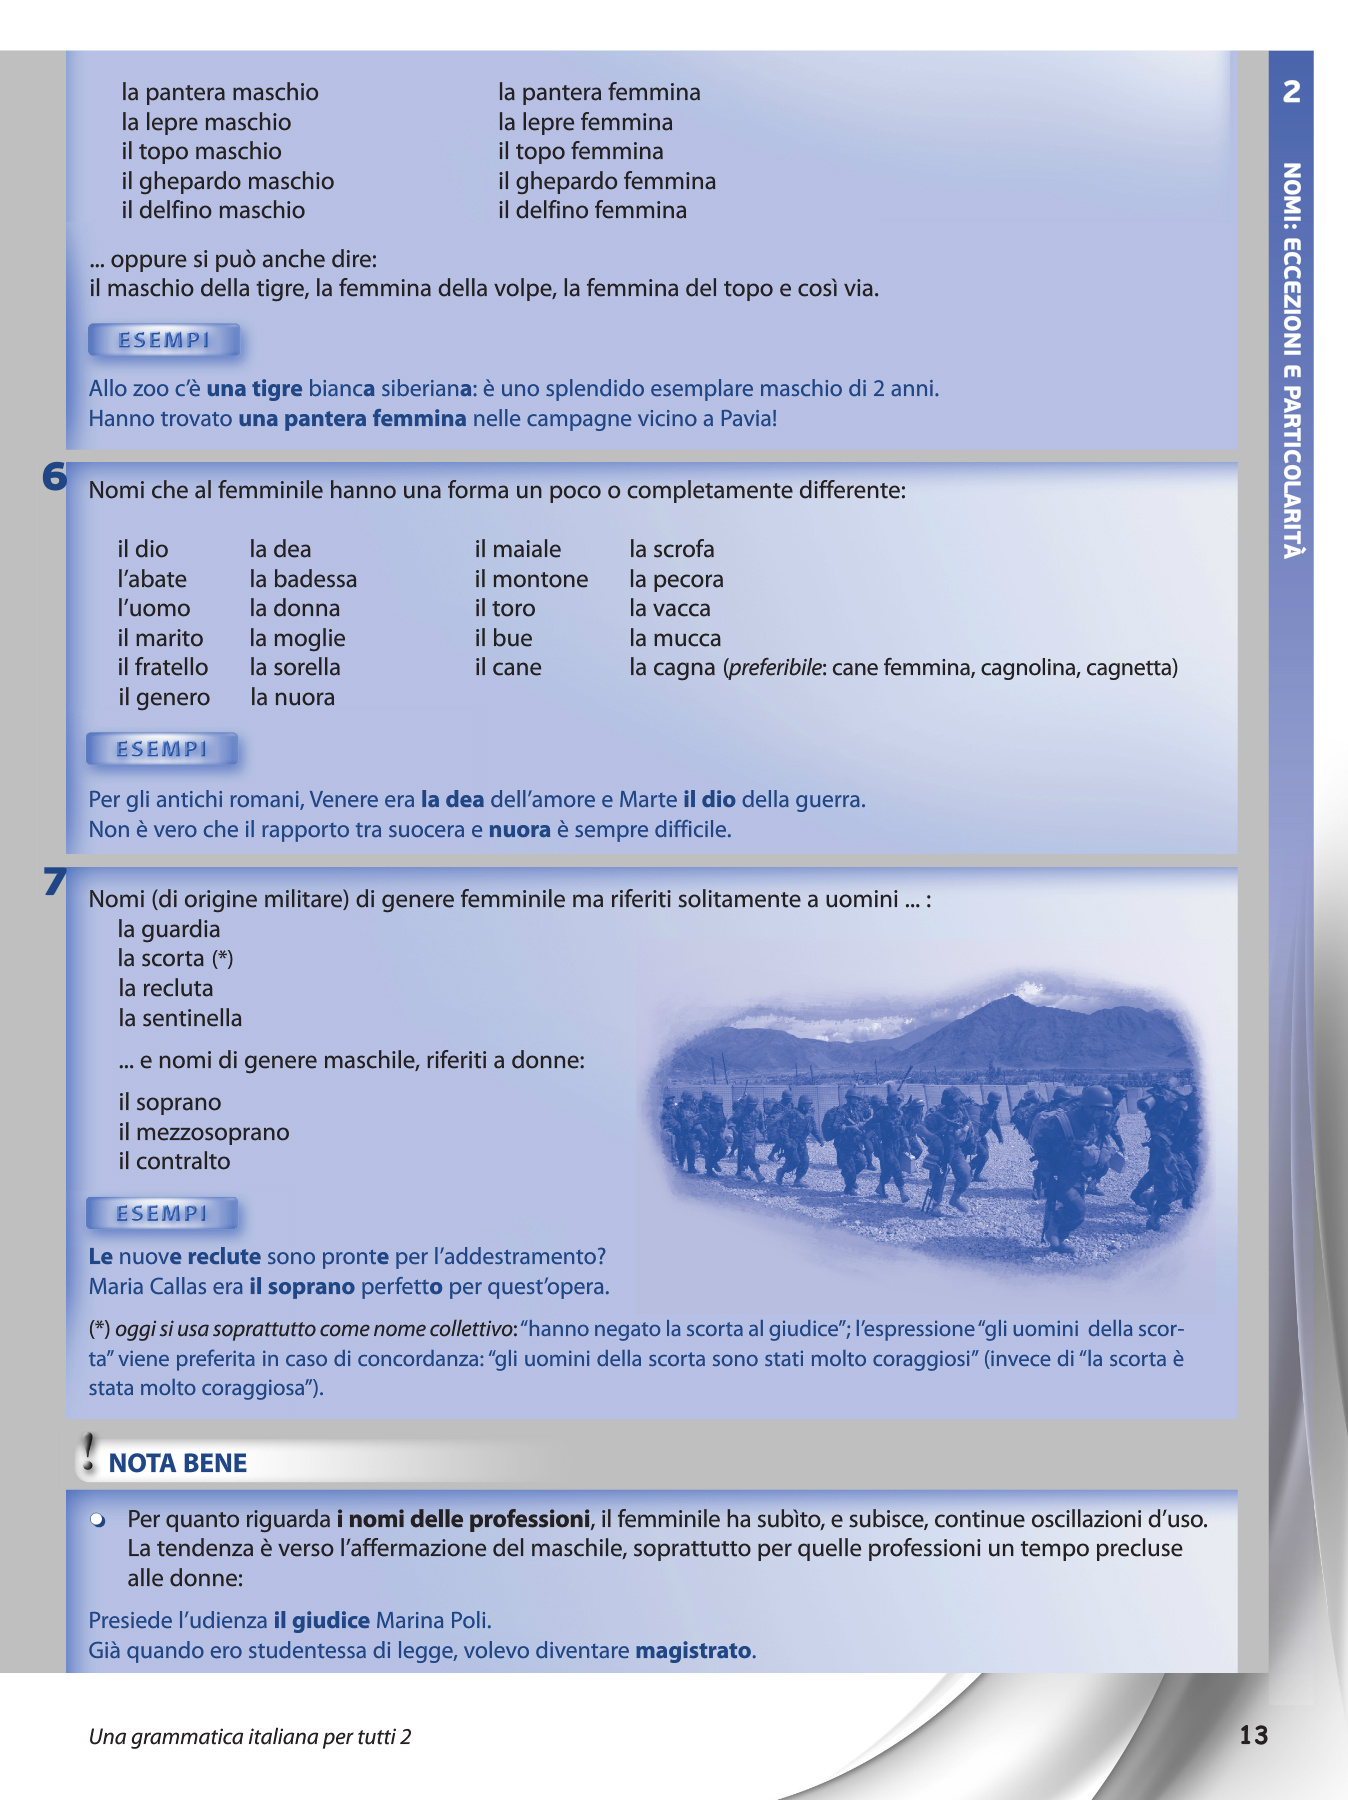 la pantera maschio la pantera femmina
la lepre maschio la lepre femmina
il topo maschio il topo femmina
il ghepardo maschio il ghepardo femmina
il delfino maschio il delfino femmina
... oppure si può anche dire:
il maschio della tigre, la femmina della volpe, la femmina del topo e così via.
ESEMPI
Allo zoo c’è una tigre bianca siberiana: è uno splendido esemplare maschio di 2 anni.
Hanno trovato una pantera femmina nelle campagne vicino a Pavia!
6
Nomi che al femminile hanno una forma un poco o completamente differente:
il dio la dea il maiale la scrofa
l’abate la badessa il montone la pecora
l’uomo la donna il toro la vacca
il marito la moglie il bue la mucca
il fratello la sorella il cane la cagna (preferibile: cane femmina, cagnolina, cagnetta)
il genero la nuora
ESEMPI
Per gli antichi romani, Venere era la dea dell’amore e Marte il dio della guerra.
Non è vero che il rapporto tra suocera e nuora è sempre difficile.
7
Nomi (di origine militare) di genere femminile ma riferiti solitamente a uomini ... :
la guardia
la scorta (*)
la recluta
la sentinella
... e nomi di genere maschile, riferiti a donne:
il soprano
il mezzosoprano
il contralto
ESEMPI
Le nuove reclute sono pronte per l’addestramento?
Maria Callas era il soprano perfetto per quest’opera.
(*) oggi si usa soprattutto come nome collettivo: “hanno negato la scorta al giudice”; l’espressione “gli uomini della scor-
ta” viene preferita in caso di concordanza: “gli uomini della scorta sono stati molto coraggiosi” (invece di “la scorta è
stata molto coraggiosa”).
! NOTA BENE
Per quanto riguarda i nomi delle professioni, il femminile ha subìto, e subisce, continue oscillazioni d’uso.
La tendenza è verso l’affermazione del maschile, soprattutto per quelle professioni un tempo precluse
alle donne:
Presiede l’udienza il giudice Marina Poli.
Già quando ero studentessa di legge, volevo diventare magistrato.
2 NOMI: ECCEZIONI E PARTICOLARITÀ
Una grammatica italiana per tutti 2
13